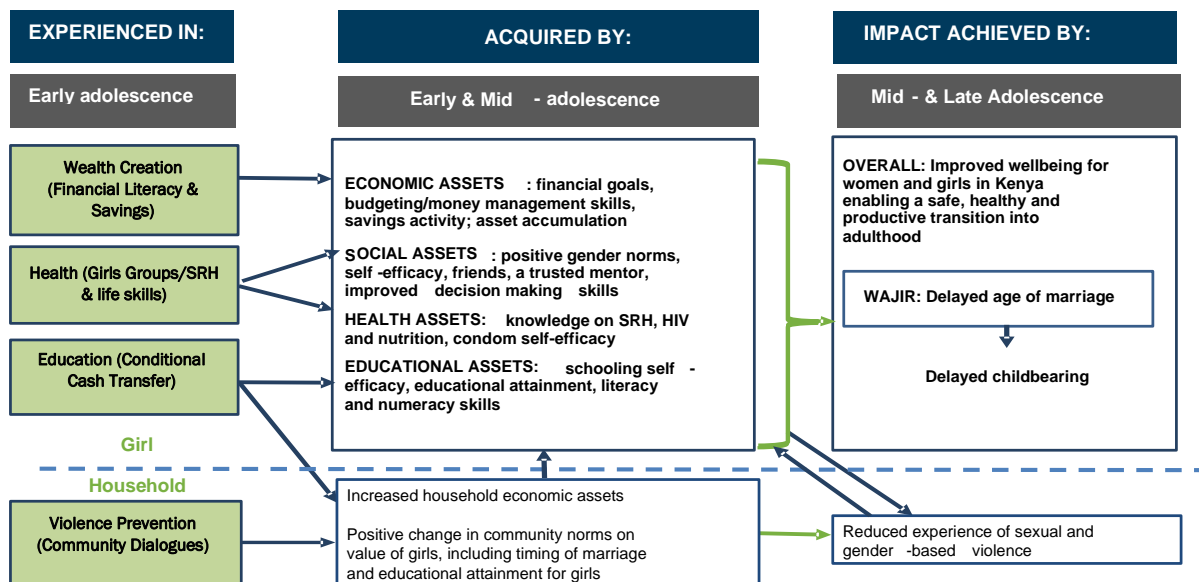 EXPERIENCED IN:
ACQUIRED BY:
IMPACT ACHIEVED BY:
Early adolescence
Early & Mid - adolescence
Mid - & Late Adolescence
Wealth Creation
(Financial Literacy &
Savings)
Health (Girls Groups/SRH
& life skills)
Education (Conditional
Cash Transfer)
ECONOMIC ASSETS : financial goals,
budgeting/money management skills,
savings activity; asset accumulation
SOCIAL ASSETS : positive gender norms,
self -efficacy, friends, a trusted mentor,
improved decision making skills
HEALTH ASSETS: knowledge on SRH, HIV
and nutrition, condom self-efficacy
EDUCATIONAL ASSETS: schooling self -
efficacy, educational attainment, literacy
and numeracy skills
OVERALL: Improved wellbeing for
women and girls in Kenya
enabling a safe, healthy and
productive transition into
adulthood
WAJIR: Delayed age of marriage
Delayed childbearing
Girl
Household
Violence Prevention
(Community Dialogues)
Increased household economic assets
Positive change in community norms on
value of girls, including timing of marriage
and educational attainment for girls
Reduced experience of sexual and
gender -based violence